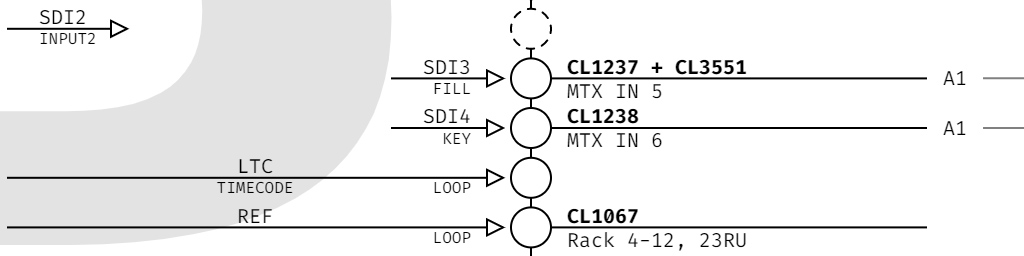 SDI2
INPUT2
SDI3 CL1237 + CL3551
FILL MTX IN 5 A1
SDI4 CL1238
KEY MTX IN 6 A1
LTC
TIMECODE LOOP
REF CL1067
LOOP Rack 4-12, 23RU